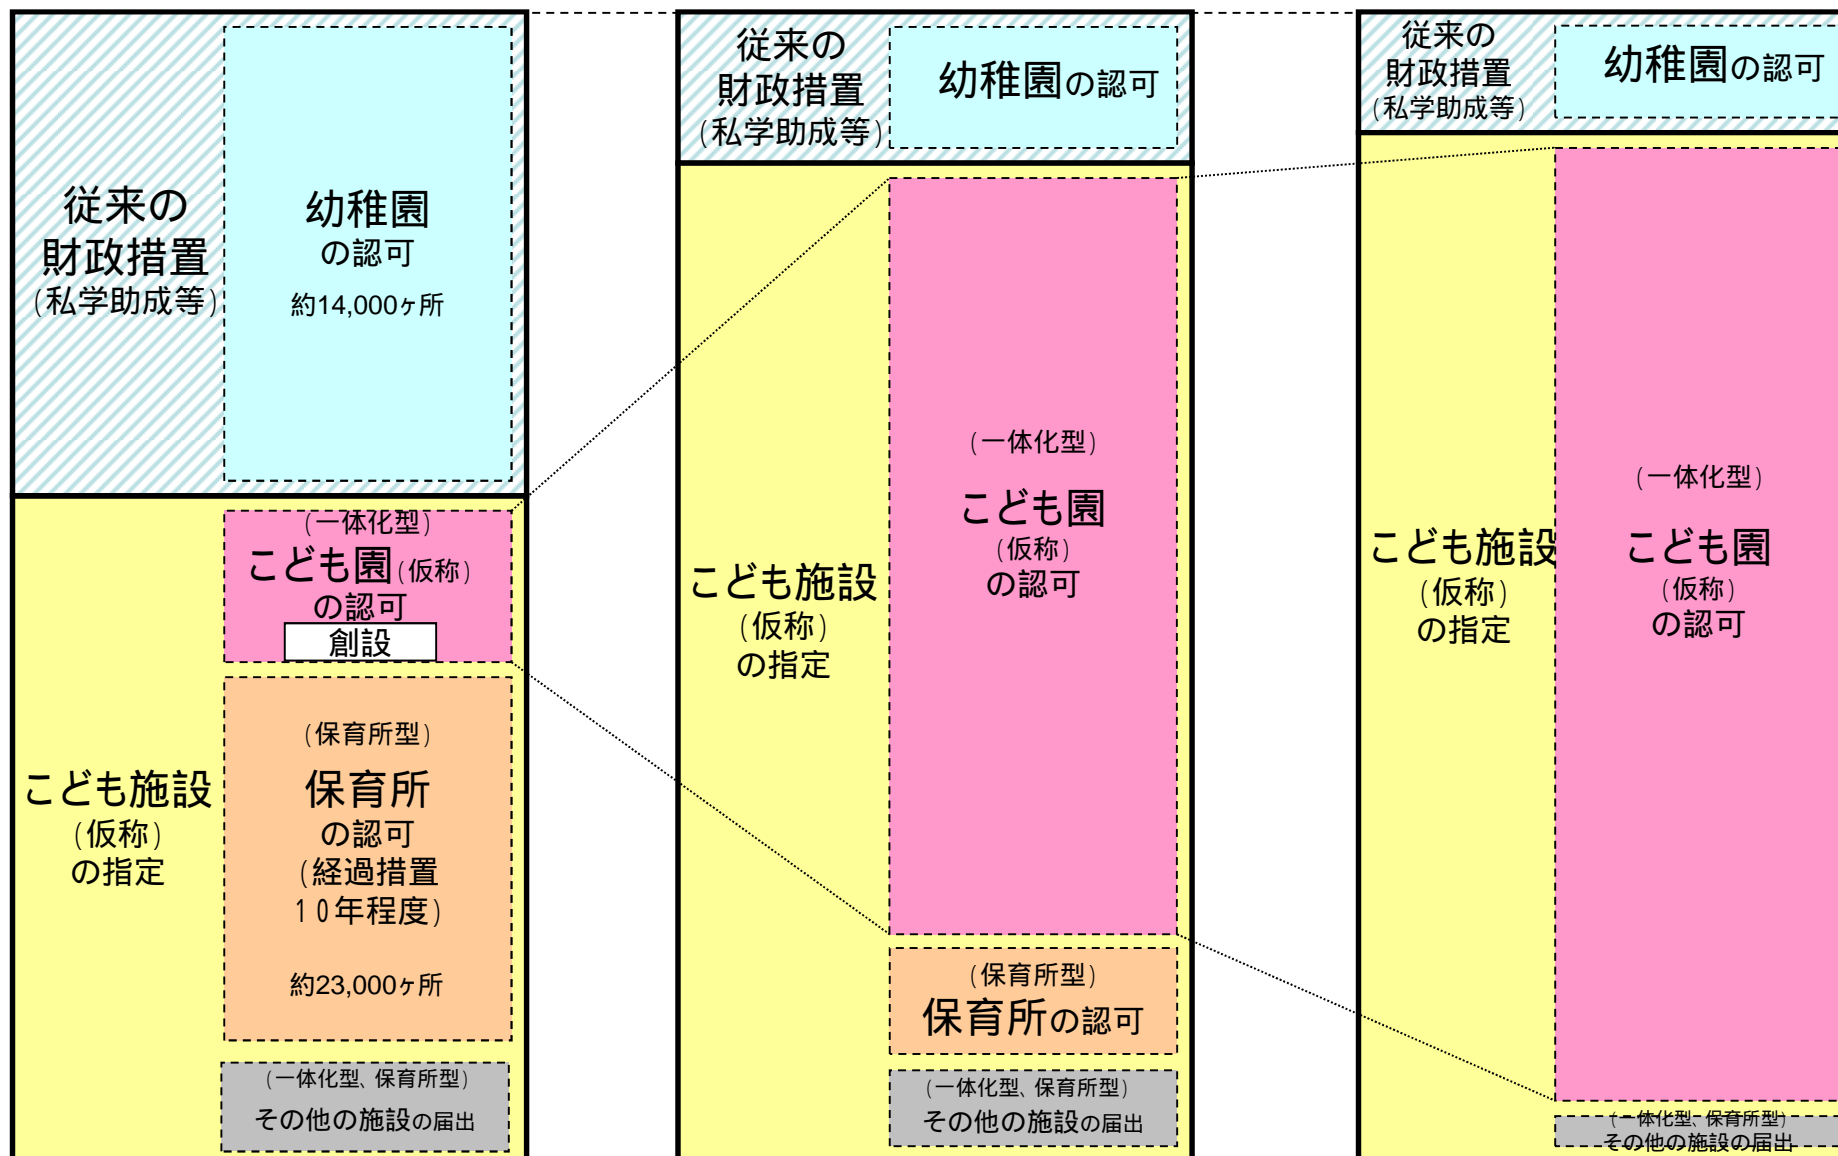 従来の
財政措置
(私学助成等)
幼稚園
の認可
約14,000ヶ所
(一体化型)
こども園(仮称)
の認可
創設
こども施設
(仮称)
の指定
(保育所型)
保育所
の認可
(経過措置
10年程度)
約23,000ヶ所
(一体化型、保育所型)
その他の施設の届出
従来の
財政措置
(私学助成等)
幼稚園の認可
(一体化型)
こども園
(仮称)
の認可
こども施設
(仮称)
の指定
(保育所型)
保育所の認可
(一体化型、保育所型)
その他の施設の届出
従来の
財政措置
(私学助成等)
幼稚園の認可
(一体化型)
こども園
(仮称)
の認可
こども施設
(仮称)
の指定
(一体化型、保育所型)
その他の施設の届出